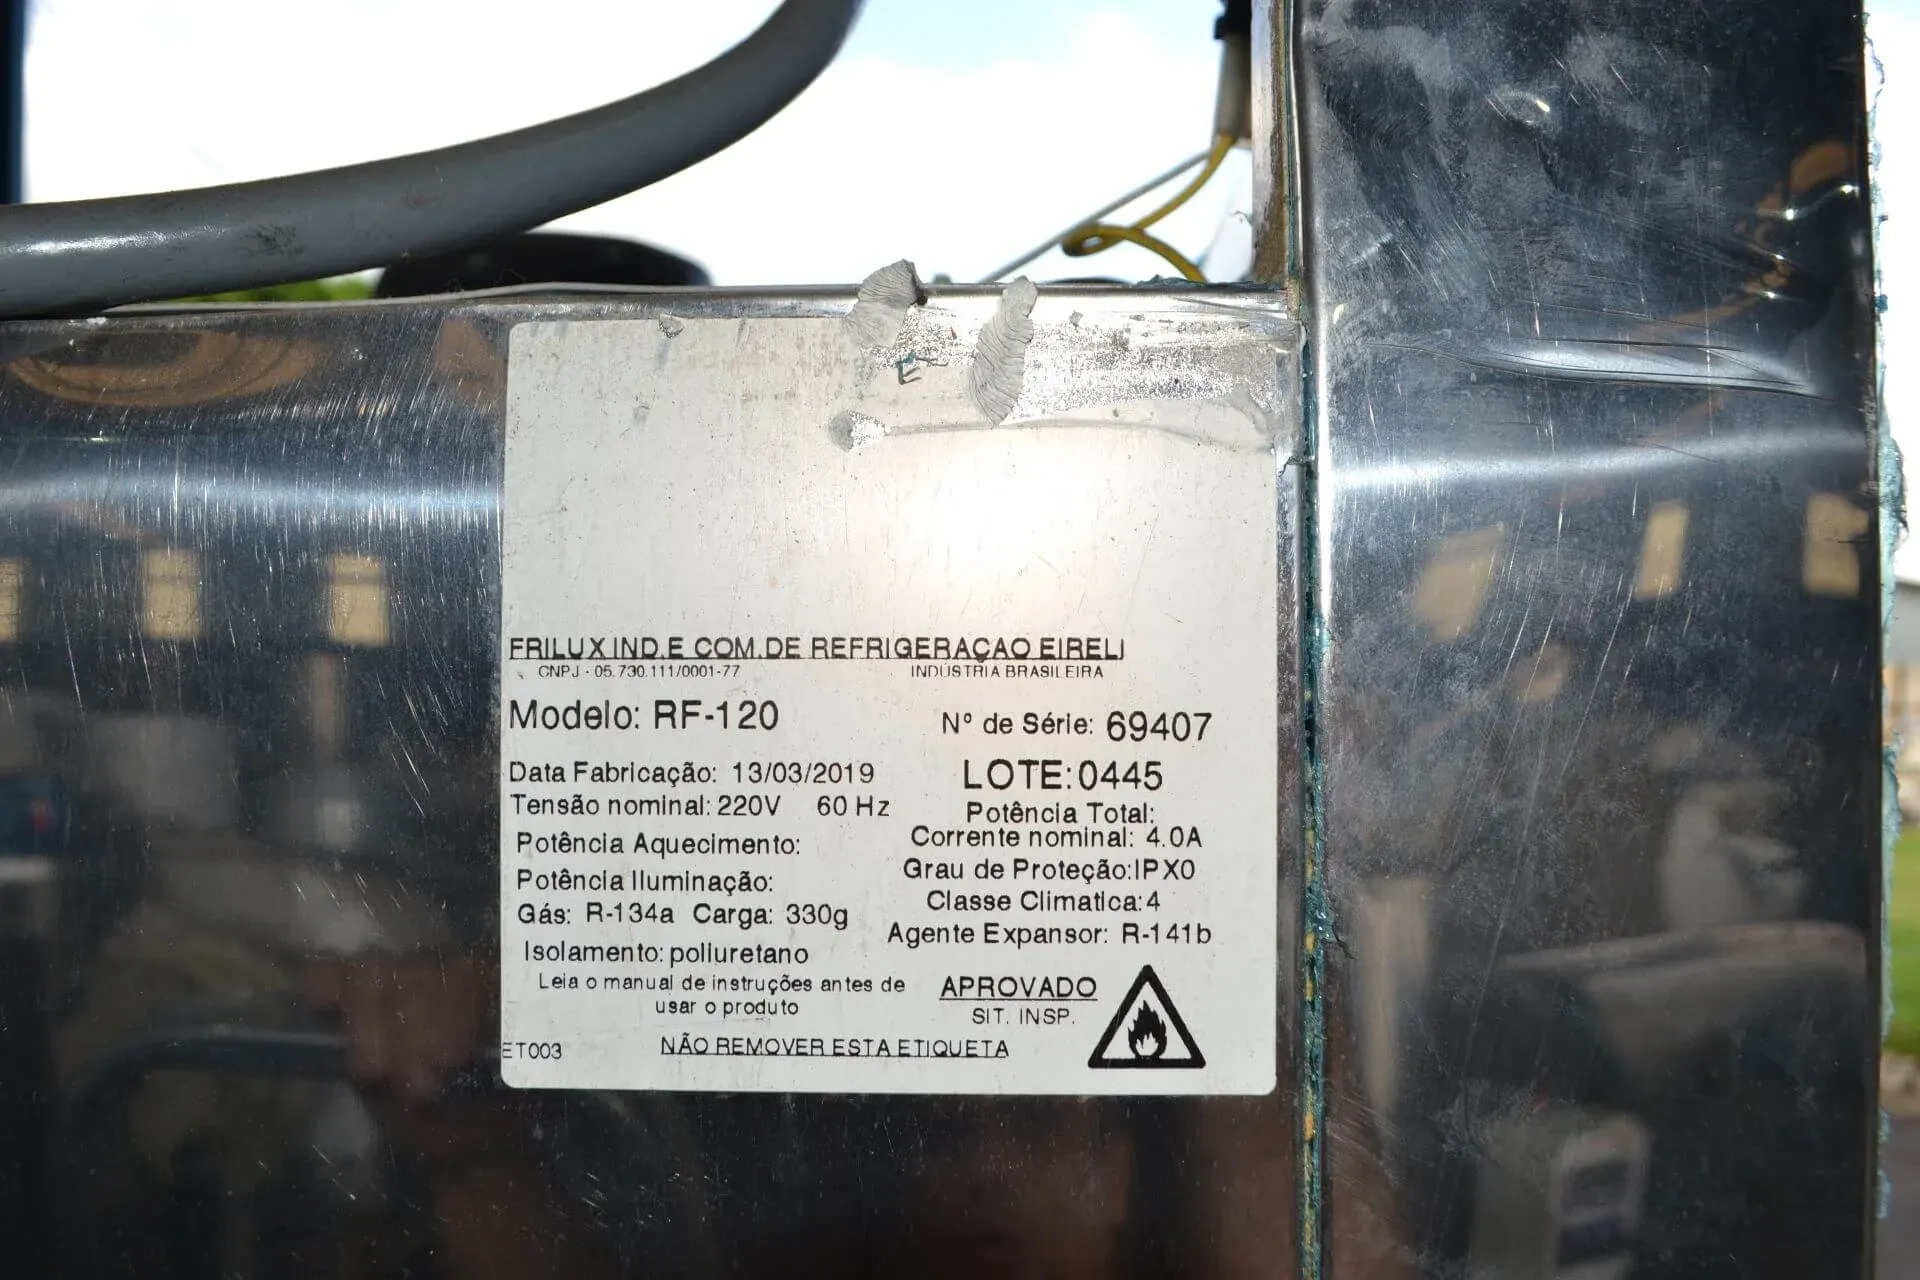 FRILUX IND.E COM.DE REFRIGERAÇAO EIRELI
CNPJ - 05.730.111/0001-77 INDÚSTRIA BRASILEIRA
Modelo: RF-120 Nº de Série: 69407
Data Fabricação: 13/03/2019 LOTE:0445
Tensão nominal: 220V 60 Hz Potência Total:
Potência Aquecimento: Corrente nominal: 4.0A
Potência Iluminação: Grau de Proteção:IPX0
Gás: R-134a Carga: 330g Classe Climatica:4
Isolamento: poliuretano Agente Expansor: R-141b
Leia o manual de instruções antes de
usar o produto
APROVADO
SIT. INSP.
ET003 NÃO REMOVER ESTA ETIQUETA